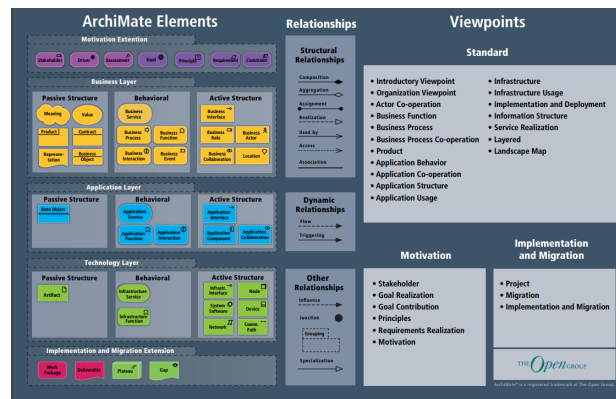 ArchiMate Elements
Motivation Extention
Stakeholder
Driver
Assessment
Goal
Principle
Requirement
Constraint
Business Layer
Passive Structure
Meaning
Value
Product
Contract
Represen-
tation
Business
Object
Behavioral
Business
Service
Business
Process
Business
Function
Business
Interaction
Business
Event
Active Structure
Business
Interface
Business
Role
Business
Actor
Business
Collaboration
Location
Application Layer
Passive Structure
Data Object
Behavioral
Application
Service
Application
Function
Application
Interaction
Active Structure
Application
Interface
Application
Component
Application
Collaboration
Technology Layer
Passive Structure
Artifact
Behavioral
Infrastructure
Service
Infrastructure
Function
Active Structure
Infrastr.
Interface
Node
System
Software
Device
Network
Comm.
Path
Implementation and Migration Extension
Work
Package
Deliverable
Plateau
Gap
Relationships
Structural
Relationships
Composition
Aggregation
Assignment
Realization
Used by
Access
Association
Dynamic
Relationships
Flow
Triggering
Other
Relationships
Influence
Junction
Grouping
Specialization
Viewpoints
Standard
• Introductory Viewpoint
• Organization Viewpoint
• Actor Co-operation
• Business Function
• Business Process
• Business Process Co-operation
• Product
• Application Behavior
• Application Co-operation
• Application Structure
• Application Usage
• Infrastructure
• Infrastructure Usage
• Implementation and Deployment
• Information Structure
• Service Realization
• Layered
• Landscape Map
Motivation
• Stakeholder
• Goal Realization
• Goal Contribution
• Principles
• Requirements Realization
• Motivation
Implementation
and Migration
• Project
• Migration
• Implementation and Migration
THE Open GROUP
ArchiMate® is a registered trademark of The Open Group.